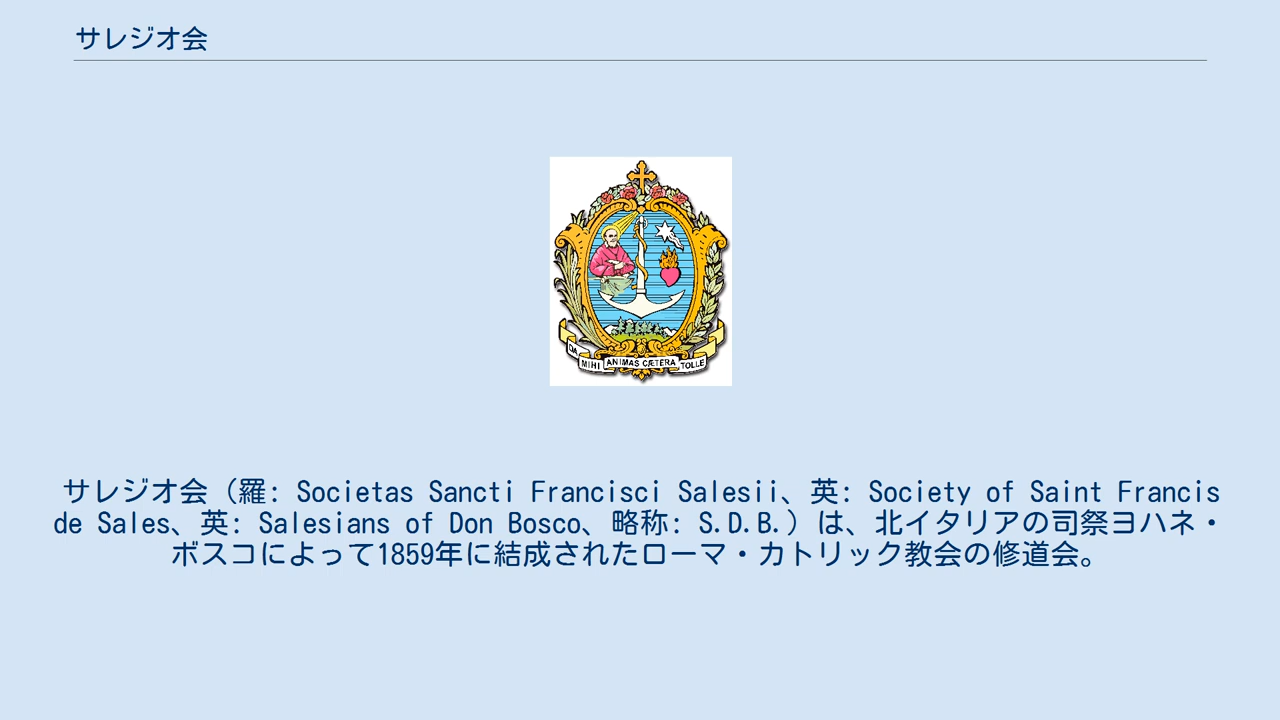 サレジオ会
DA MIHI ANIMAS CÆTERA TOLLE
サレジオ会（羅: Societas Sancti Francisci Salesii、英: Society of Saint Francis
de Sales、英: Salesians of Don Bosco、略称: S.D.B.）は、北イタリアの司祭ヨハネ・
ボスコによって1859年に結成されたローマ・カトリック教会の修道会。